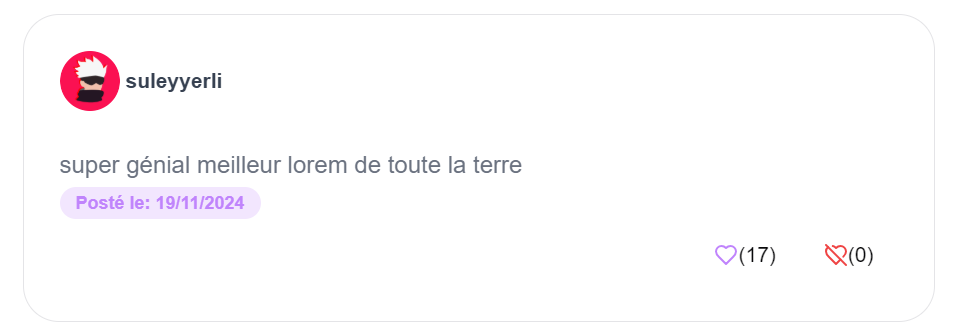 suleyyerli
super génial meilleur lorem de toute la terre
Posté le: 19/11/2024
(17) (0)